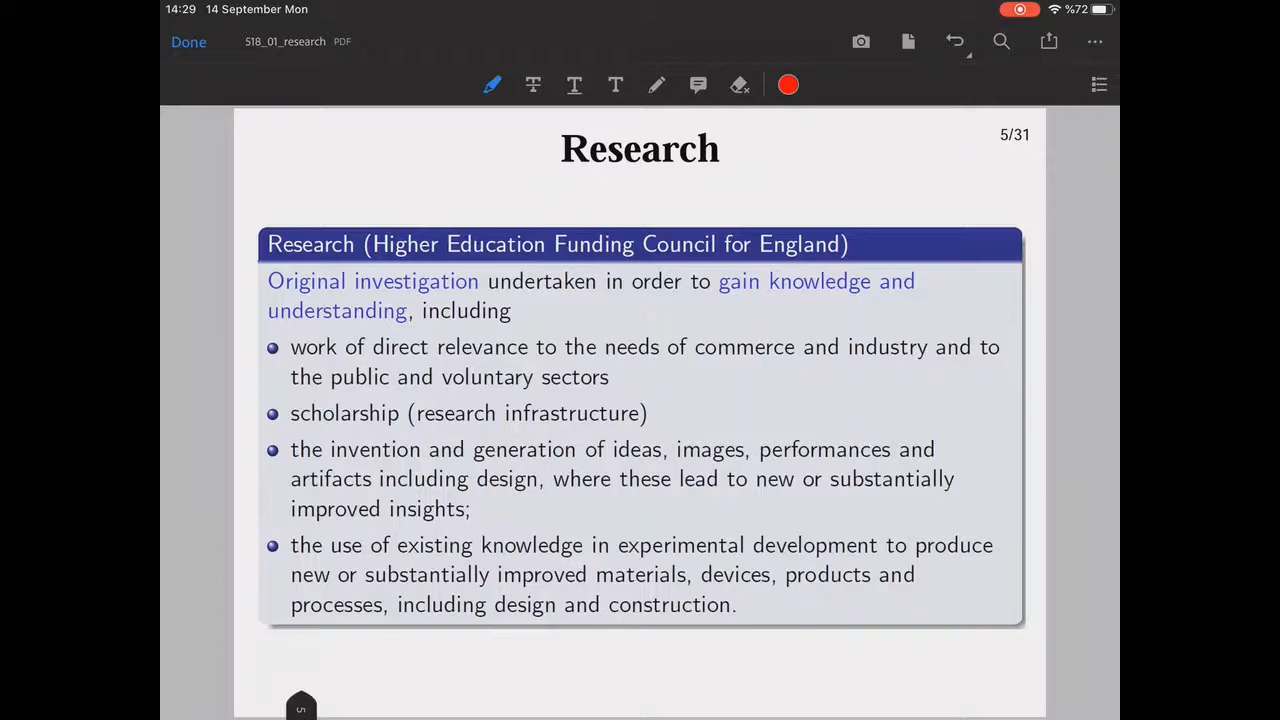 14:29 14 September Mon
%72
Done
518_01_research PDF
T T T
Research
5/31
Research (Higher Education Funding Council for England)
Original investigation undertaken in order to gain knowledge and
understanding, including
work of direct relevance to the needs of commerce and industry and to
the public and voluntary sectors
scholarship (research infrastructure)
the invention and generation of ideas, images, performances and
artifacts including design, where these lead to new or substantially
improved insights;
the use of existing knowledge in experimental development to produce
new or substantially improved materials, devices, products and
processes, including design and construction.
5